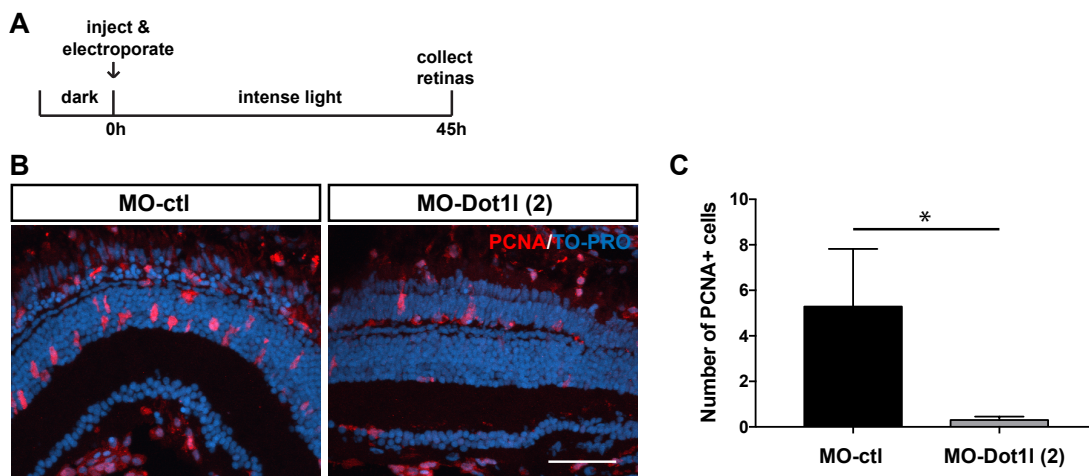 A
inject &
electroporate
collect
retinas
dark
intense light
0h
45h
B
MO-ctl
MO-Dot1l (2)
PCNA/TO-PRO
C
Number of PCNA+ cells
10
8
6
4
2
0
*
MO-ctl
MO-Dot1l (2)